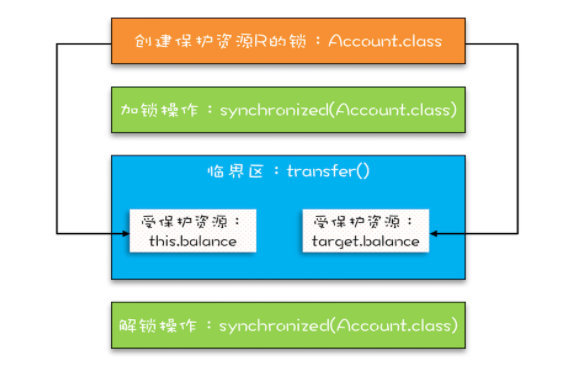 创建保护资源R的锁：Account.class
加锁操作：synchronized(Account.class)
临界区：transfer()
受保护资源：
this.balance
受保护资源：
target.balance
解锁操作：synchronized(Account.class)